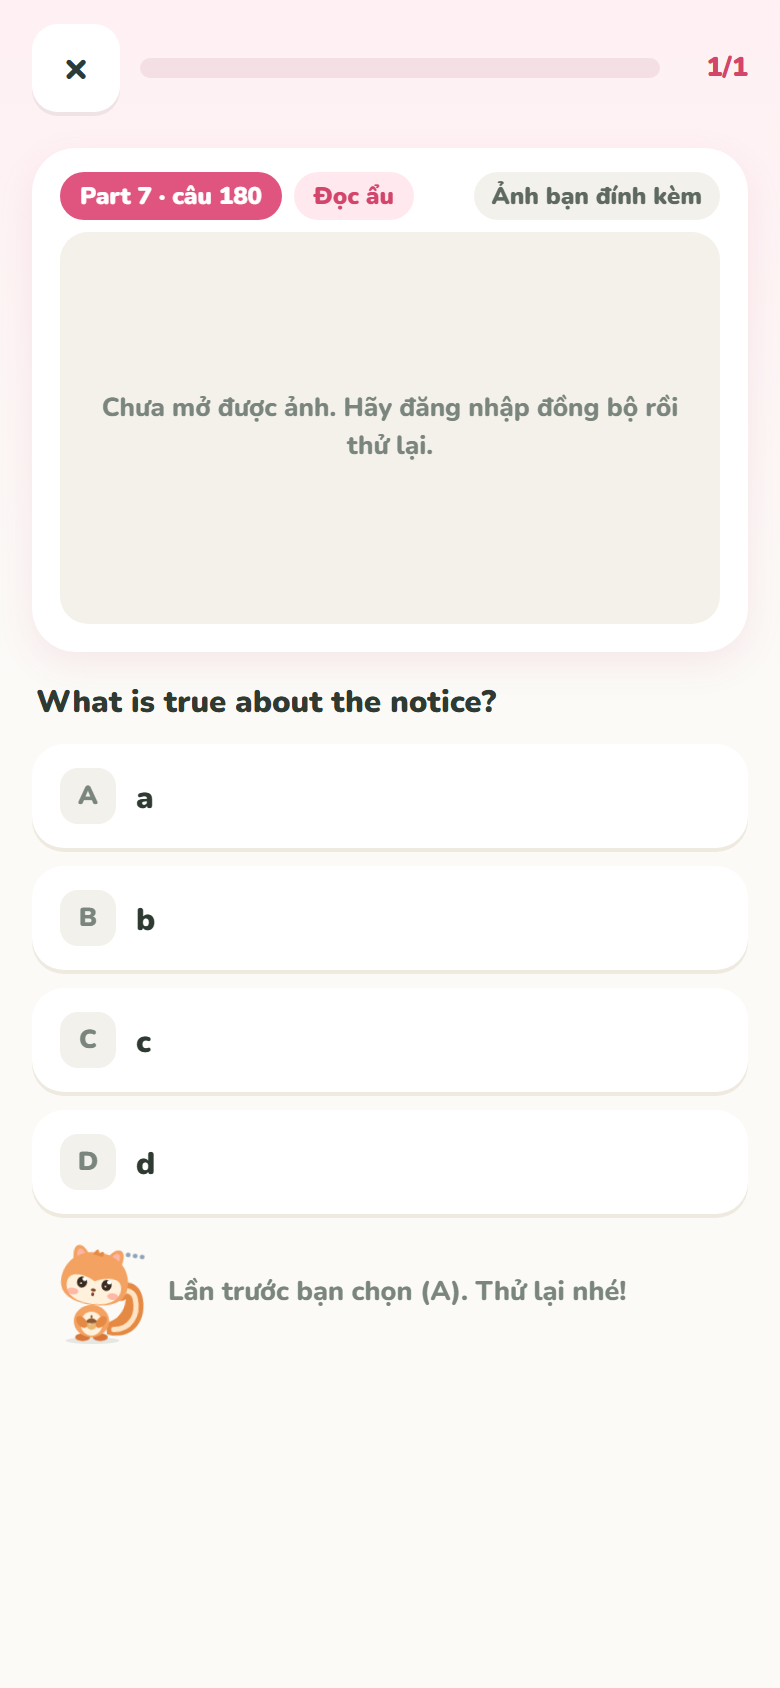 ×
1/1
Part 7 · câu 180
Đọc ẩu
Ảnh bạn đính kèm
Chưa mở được ảnh. Hãy đăng nhập đồng bộ rồi
thử lại.
What is true about the notice?
A a
B b
C c
D d
Lần trước bạn chọn (A). Thử lại nhé!